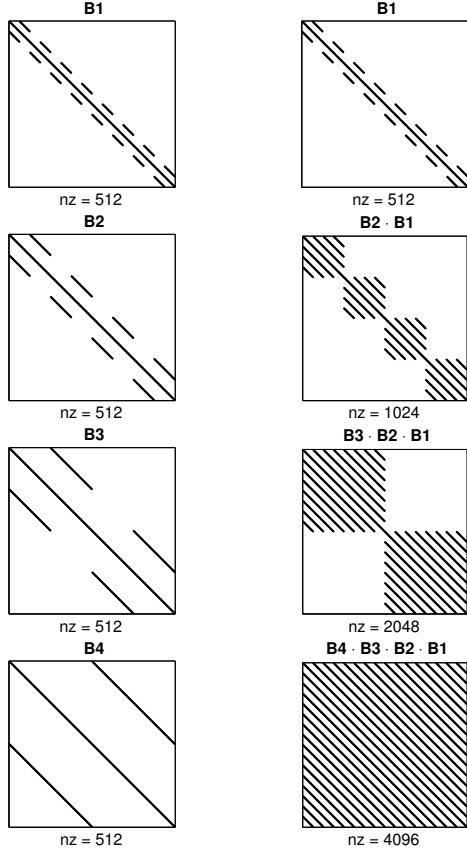 B1
B1
nz = 512
nz = 512
B2
B2 · B1
nz = 512
nz = 1024
B3
B3 · B2 · B1
nz = 512
nz = 2048
B4
B4 · B3 · B2 · B1
nz = 512
nz = 4096